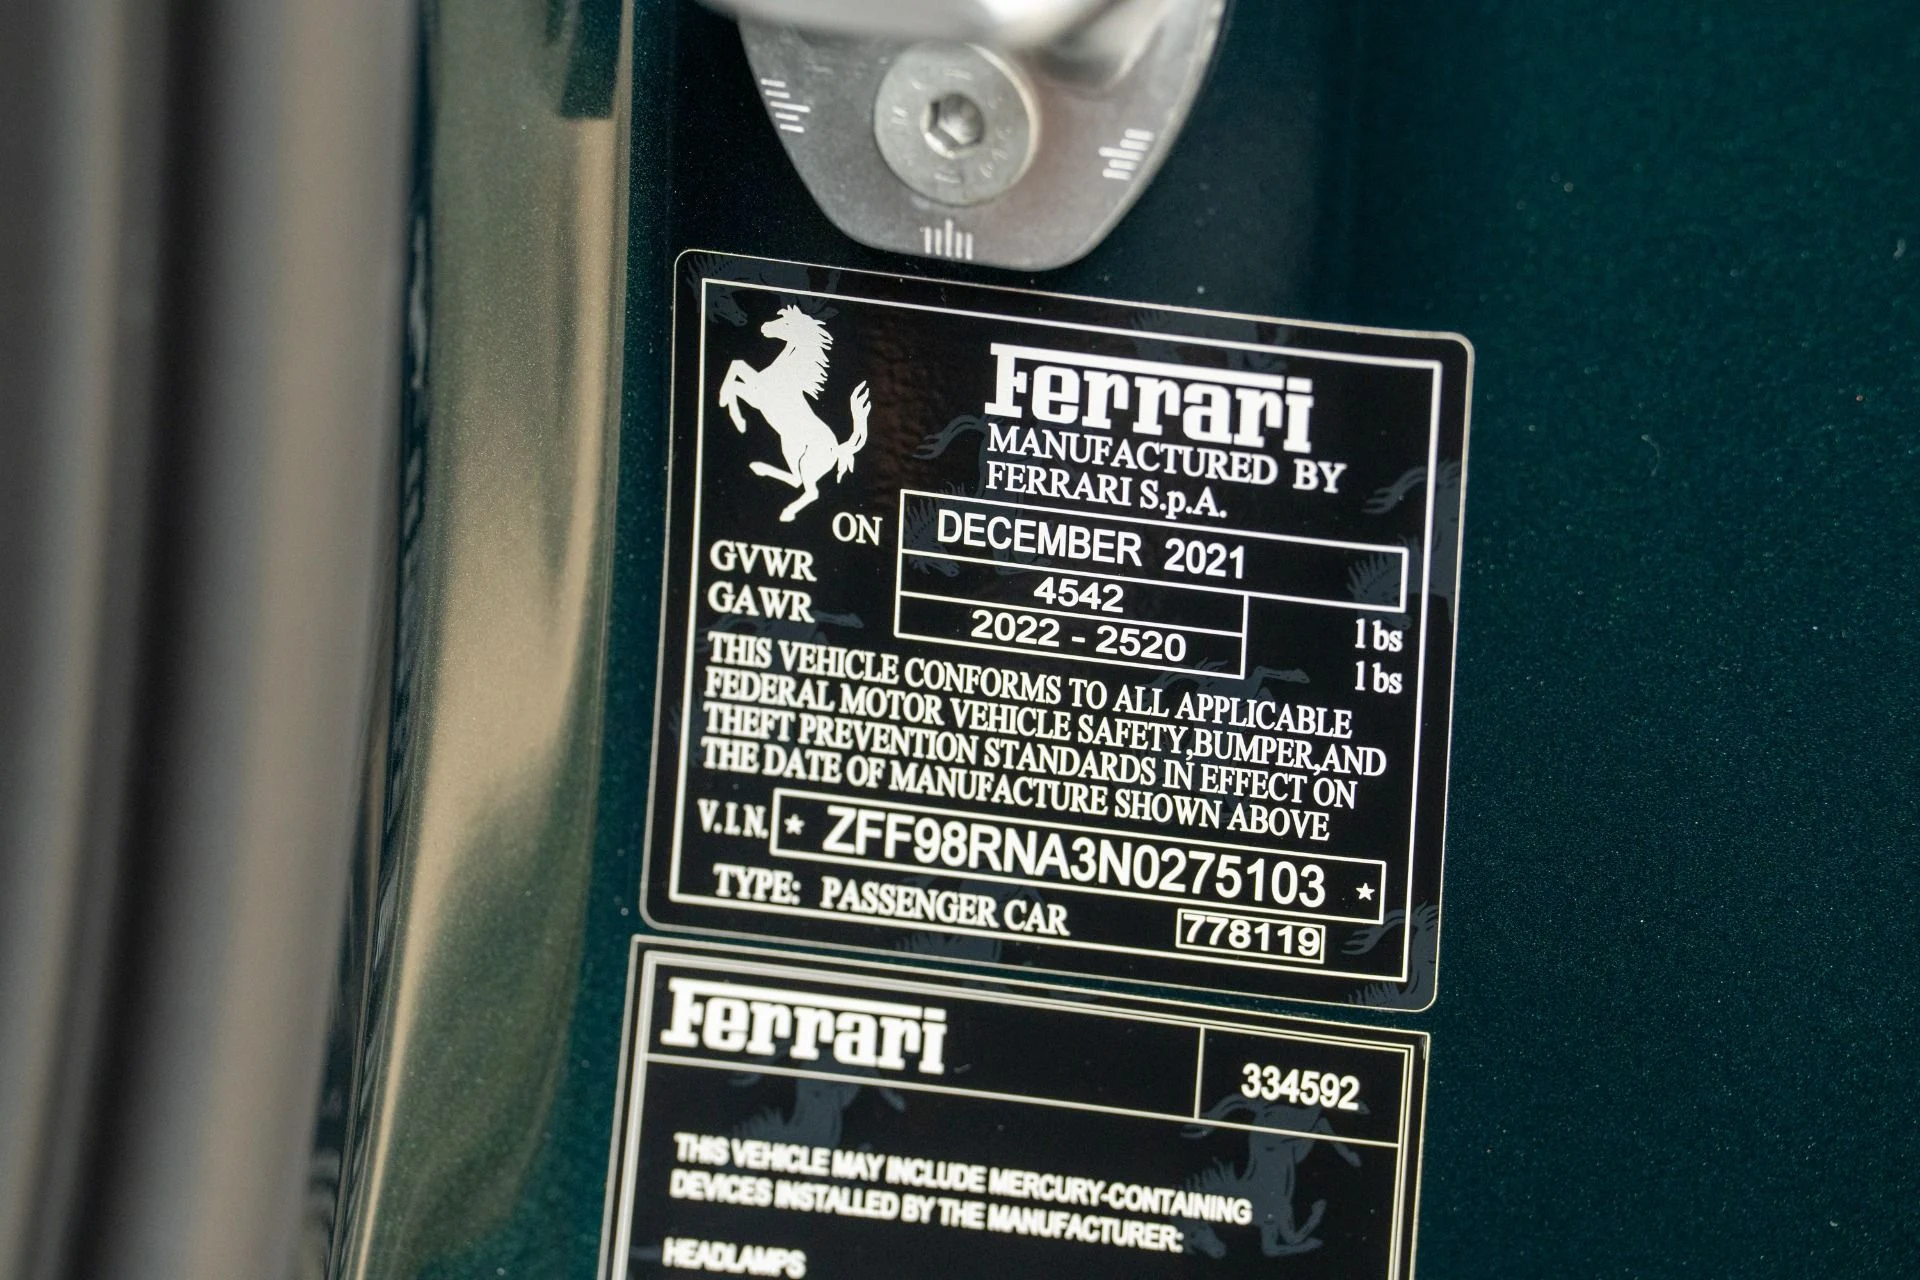 Ferrari
MANUFACTURED BY
FERRARI S.p.A.
ON DECEMBER 2021
GVWR 4542 lbs
GAWR 2022 - 2520 lbs
THIS VEHICLE CONFORMS TO ALL APPLICABLE
FEDERAL MOTOR VEHICLE SAFETY,BUMPER,AND
THEFT PREVENTION STANDARDS IN EFFECT ON
THE DATE OF MANUFACTURE SHOWN ABOVE
V.I.N. * ZFF98RNA3N0275103 *
TYPE: PASSENGER CAR 778119
Ferrari 334592
THIS VEHICLE MAY INCLUDE MERCURY-CONTAINING
DEVICES INSTALLED BY THE MANUFACTURER:
HEADLAMPS